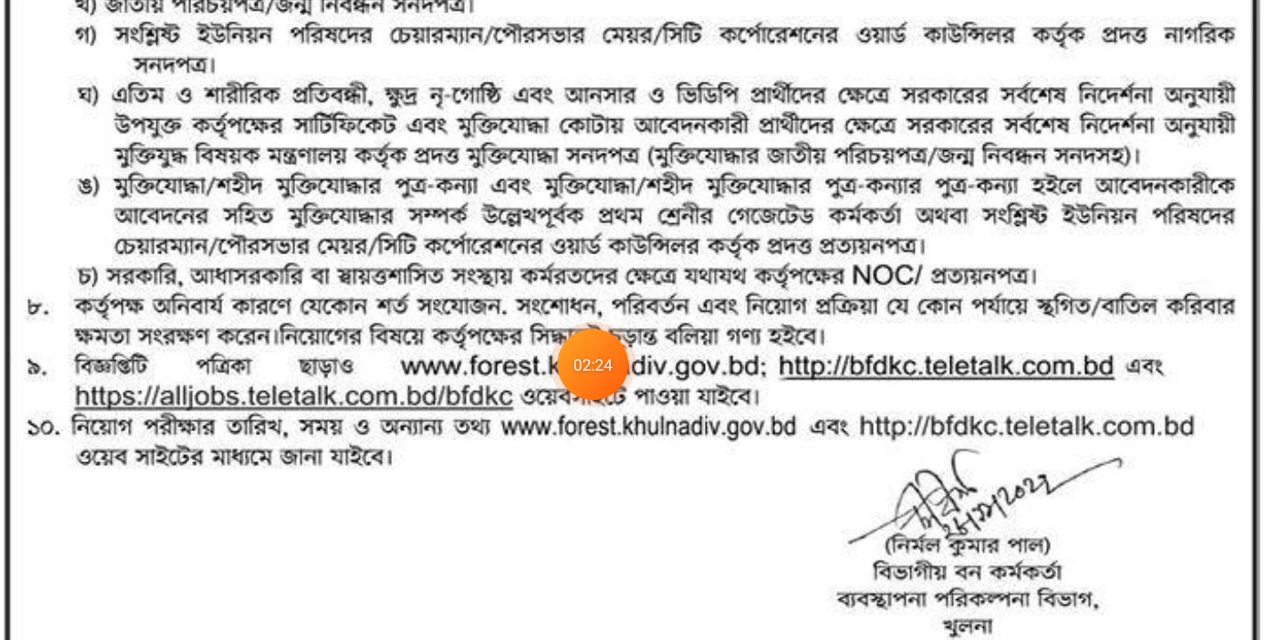 খ) জাতীয় পরিচয়পত্র/জন্ম নিবন্ধন সনদপত্র।
গ) সংশ্লিষ্ট ইউনিয়ন পরিষদের চেয়ারম্যান/পৌরসভার মেয়র/সিটি কর্পোরেশনের ওয়ার্ড কাউন্সিলর কর্তৃক প্রদত্ত নাগরিক
সনদপত্র।
ঘ) এতিম ও শারীরিক প্রতিবন্ধী, ক্ষুদ্র নৃ-গোষ্ঠি এবং আনসার ও ভিডিপি প্রার্থীদের ক্ষেত্রে সরকারের সর্বশেষ নিদের্শনা অনুযায়ী
উপযুক্ত কর্তৃপক্ষের সার্টিফিকেট এবং মুক্তিযোদ্ধা কোটায় আবেদনকারী প্রার্থীদের ক্ষেত্রে সরকারের সর্বশেষ নিদের্শনা অনুযায়ী
মুক্তিযুদ্ধ বিষয়ক মন্ত্রণালয় কর্তৃক প্রদত্ত মুক্তিযোদ্ধা সনদপত্র (মুক্তিযোদ্ধার জাতীয় পরিচয়পত্র/জন্ম নিবন্ধন সনদসহ)।
ঙ) মুক্তিযোদ্ধা/শহীদ মুক্তিযোদ্ধার পুত্র-কন্যা এবং মুক্তিযোদ্ধা/শহীদ মুক্তিযোদ্ধার পুত্র-কন্যার পুত্র-কন্যা হইলে আবেদনকারীকে
আবেদনের সহিত মুক্তিযোদ্ধার সম্পর্ক উল্লেখপূর্বক প্রথম শ্রেনীর গেজেটেড কর্মকর্তা অথবা সংশ্লিষ্ট ইউনিয়ন পরিষদের
চেয়ারম্যান/পৌরসভার মেয়র/সিটি কর্পোরেশনের ওয়ার্ড কাউন্সিলর কর্তৃক প্রদত্ত প্রত্যয়নপত্র।
চ) সরকারি, আধাসরকারি বা স্বায়ত্তশাসিত সংস্থায় কর্মরতদের ক্ষেত্রে যথাযথ কর্তৃপক্ষের NOC/ প্রত্যয়নপত্র।
৮. কর্তৃপক্ষ অনিবার্য কারণে যেকোন শর্ত সংযোজন. সংশোধন, পরিবর্তন এবং নিয়োগ প্রক্রিয়া যে কোন পর্যায়ে স্থগিত/বাতিল করিবার
ক্ষমতা সংরক্ষণ করেন।নিয়োগের বিষয়ে কর্তৃপক্ষের বলিয়া গণ্য হইবে।
৯. বিজ্ঞপ্তিটি পত্রিকা ছাড়াও www.forest.k div.gov.bd; http://bfdkc.teletalk.com.bd এবং
02:24
https://alljobs.teletalk.com.bd/bfdkc পাওয়া যাইবে।
১০. নিয়োগ পরীক্ষার তারিখ, সময় ও অন্যান্য তথ্য www.forest.khulnadiv.gov.bd এবং http://bfdkc.teletalk.com.bd
ওয়েব সাইটের মাধ্যমে জানা যাইবে।
(নির্মল কুমার পাল)
বিভাগীয় বন কর্মকর্তা
ব্যবস্থাপনা পরিকল্পনা বিভাগ,
খুলনা